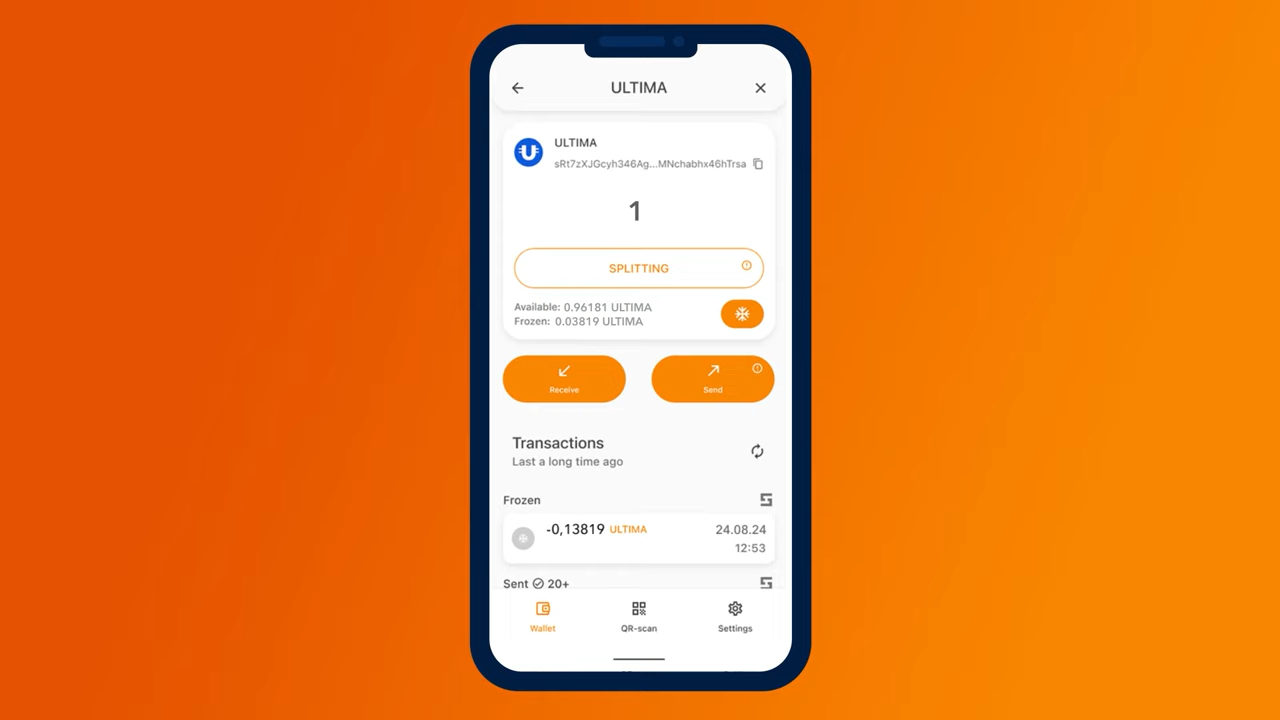 ULTIMA
ULTIMA
sRt7zXJGcyh346Ag...MNchabhx46hTrsa
1
SPLITTING
Available: 0.96181 ULTIMA
Frozen: 0.03819 ULTIMA
Receive
Send
Transactions
Last a long time ago
Frozen
-0,13819 ULTIMA
24.08.24
12:53
Sent 20+
Wallet
QR-scan
Settings